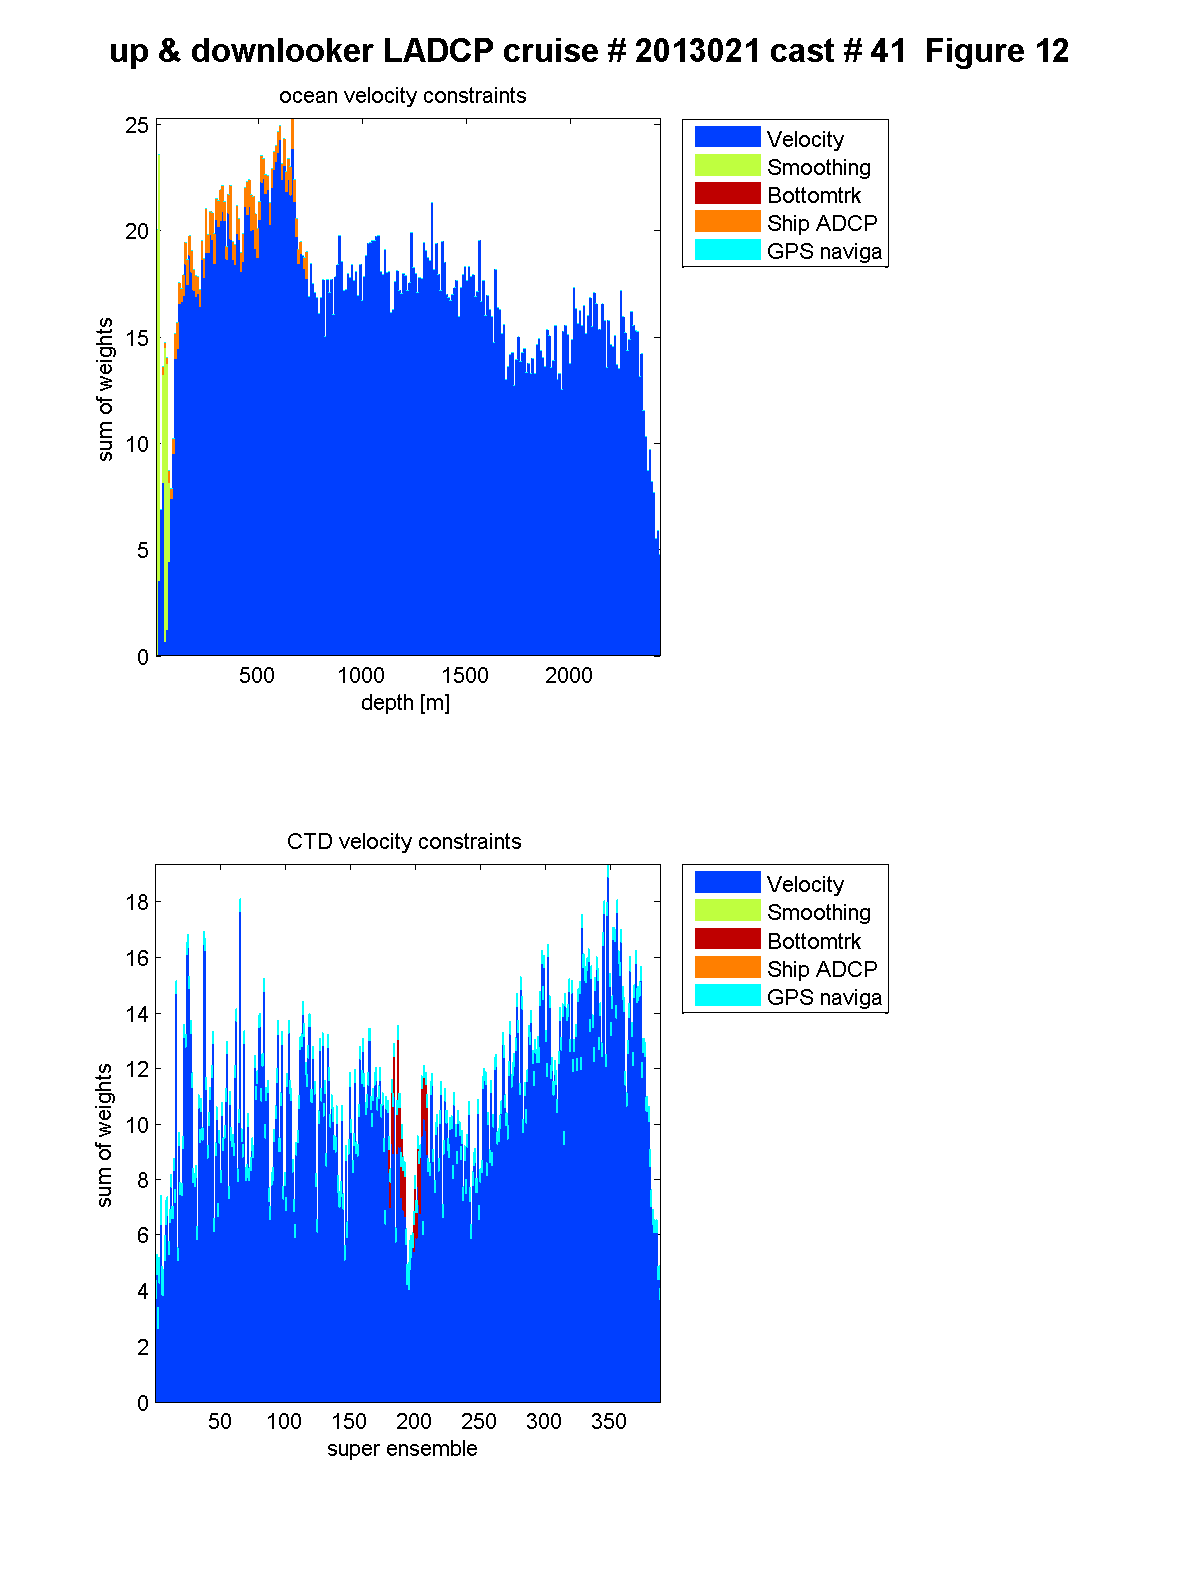 up & downlooker LADCP cruise # 2013021 cast # 41  Figure 12
ocean velocity constraints
25
20
15
10
5
0
sum of weights
500 1000 1500 2000
depth [m]
Velocity
Smoothing
Bottomtrk
Ship ADCP
GPS naviga
CTD velocity constraints
18
16
14
12
10
8
6
4
2
0
sum of weights
50 100 150 200 250 300 350
super ensemble
Velocity
Smoothing
Bottomtrk
Ship ADCP
GPS naviga